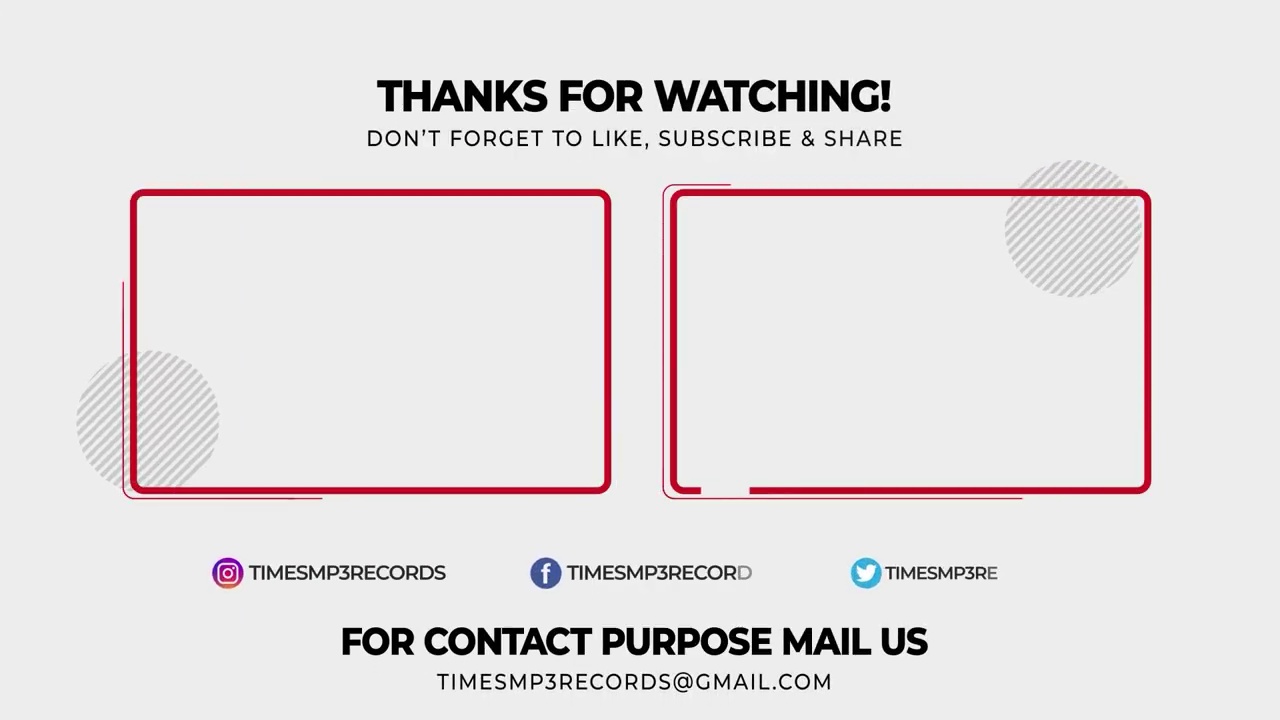 THANKS FOR WATCHING!
DON'T FORGET TO LIKE, SUBSCRIBE & SHARE
TIMESMP3RECORDS
TIMESMP3RECORD
TIMESMP3RE
FOR CONTACT PURPOSE MAIL US
TIMESMP3RECORDS@GMAIL.COM